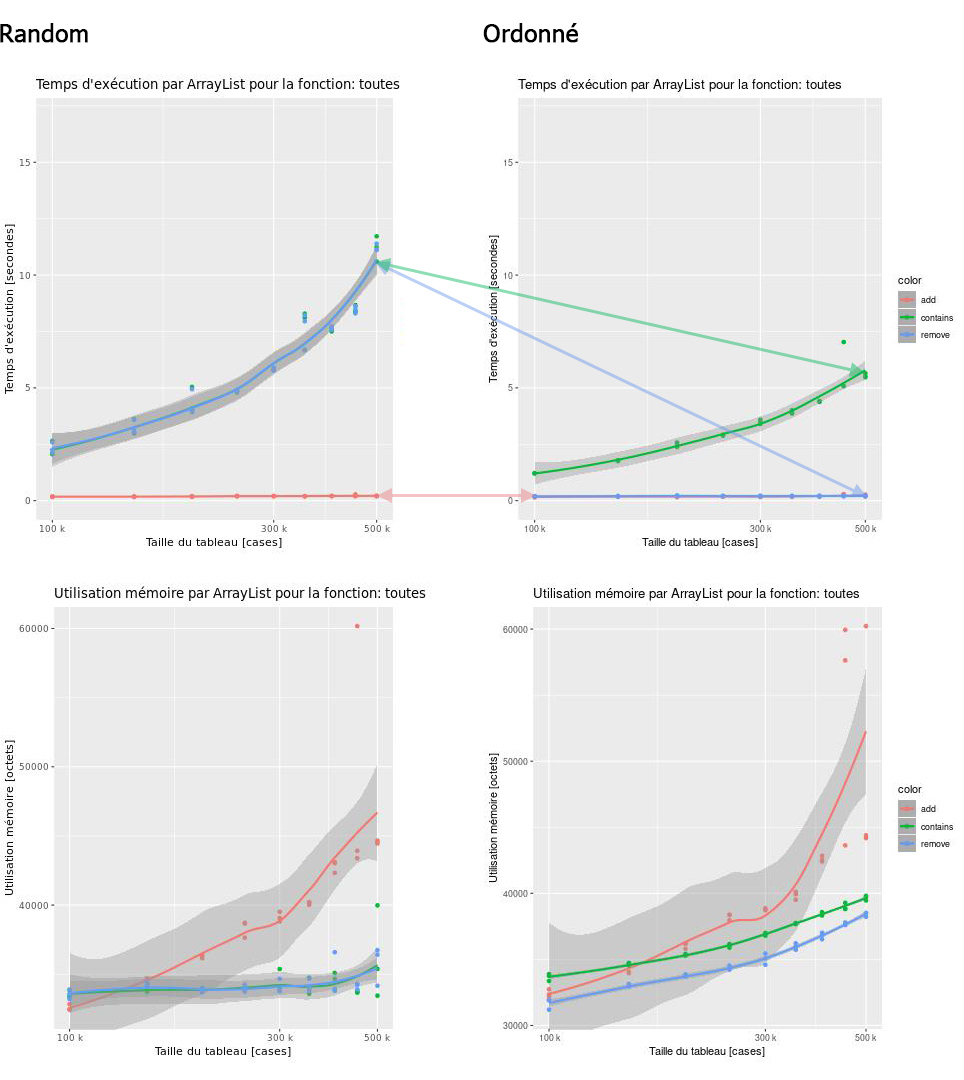 Random
Ordonné
Temps d'exécution par ArrayList pour la fonction: toutes
Temps d'exécution [secondes]
15
10
5
0
100 k
300 k
500 k
Taille du tableau [cases]
Temps d'exécution par ArrayList pour la fonction: toutes
Temps d'exécution [secondes]
15
10
5
0
100 k
300 k
500 k
Taille du tableau [cases]
color
add
contains
remove
Utilisation mémoire par ArrayList pour la fonction: toutes
Utilisation mémoire [octets]
60000
50000
40000
100 k
300 k
500 k
Taille du tableau [cases]
Utilisation mémoire par ArrayList pour la fonction: toutes
Utilisation mémoire [octets]
60000
50000
40000
30000
100 k
300 k
500 k
Taille du tableau [cases]
color
add
contains
remove